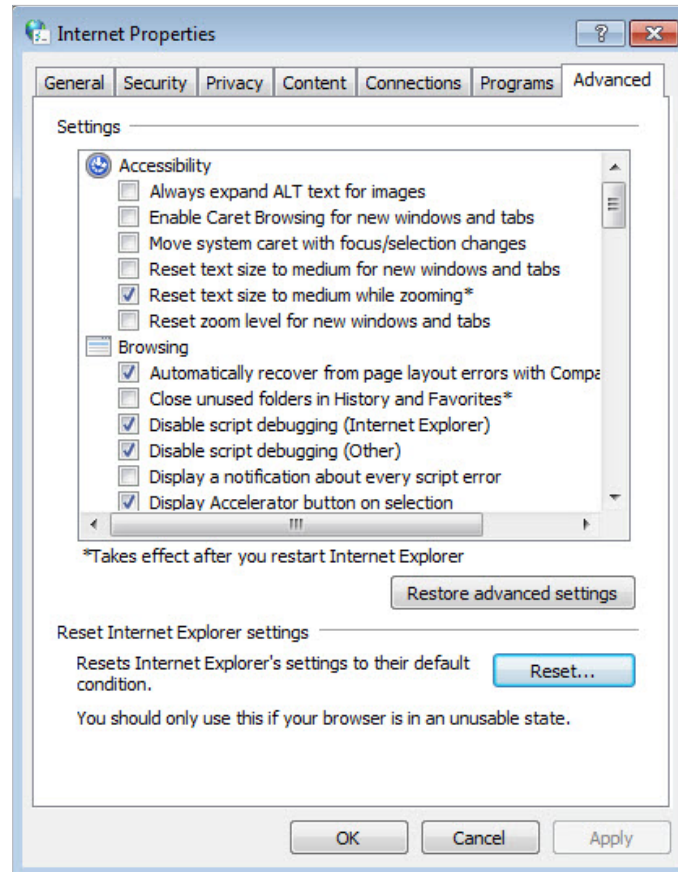 Internet Properties
General Security Privacy Content Connections Programs Advanced
Settings
Accessibility
Always expand ALT text for images
Enable Caret Browsing for new windows and tabs
Move system caret with focus/selection changes
Reset text size to medium for new windows and tabs
Reset text size to medium while zooming*
Reset zoom level for new windows and tabs
Browsing
Automatically recover from page layout errors with Compa
Close unused folders in History and Favorites*
Disable script debugging (Internet Explorer)
Disable script debugging (Other)
Display a notification about every script error
Display Accelerator button on selection
*Takes effect after you restart Internet Explorer
Restore advanced settings
Reset Internet Explorer settings
Resets Internet Explorer's settings to their default
condition.
Reset...
You should only use this if your browser is in an unusable state.
OK Cancel Apply